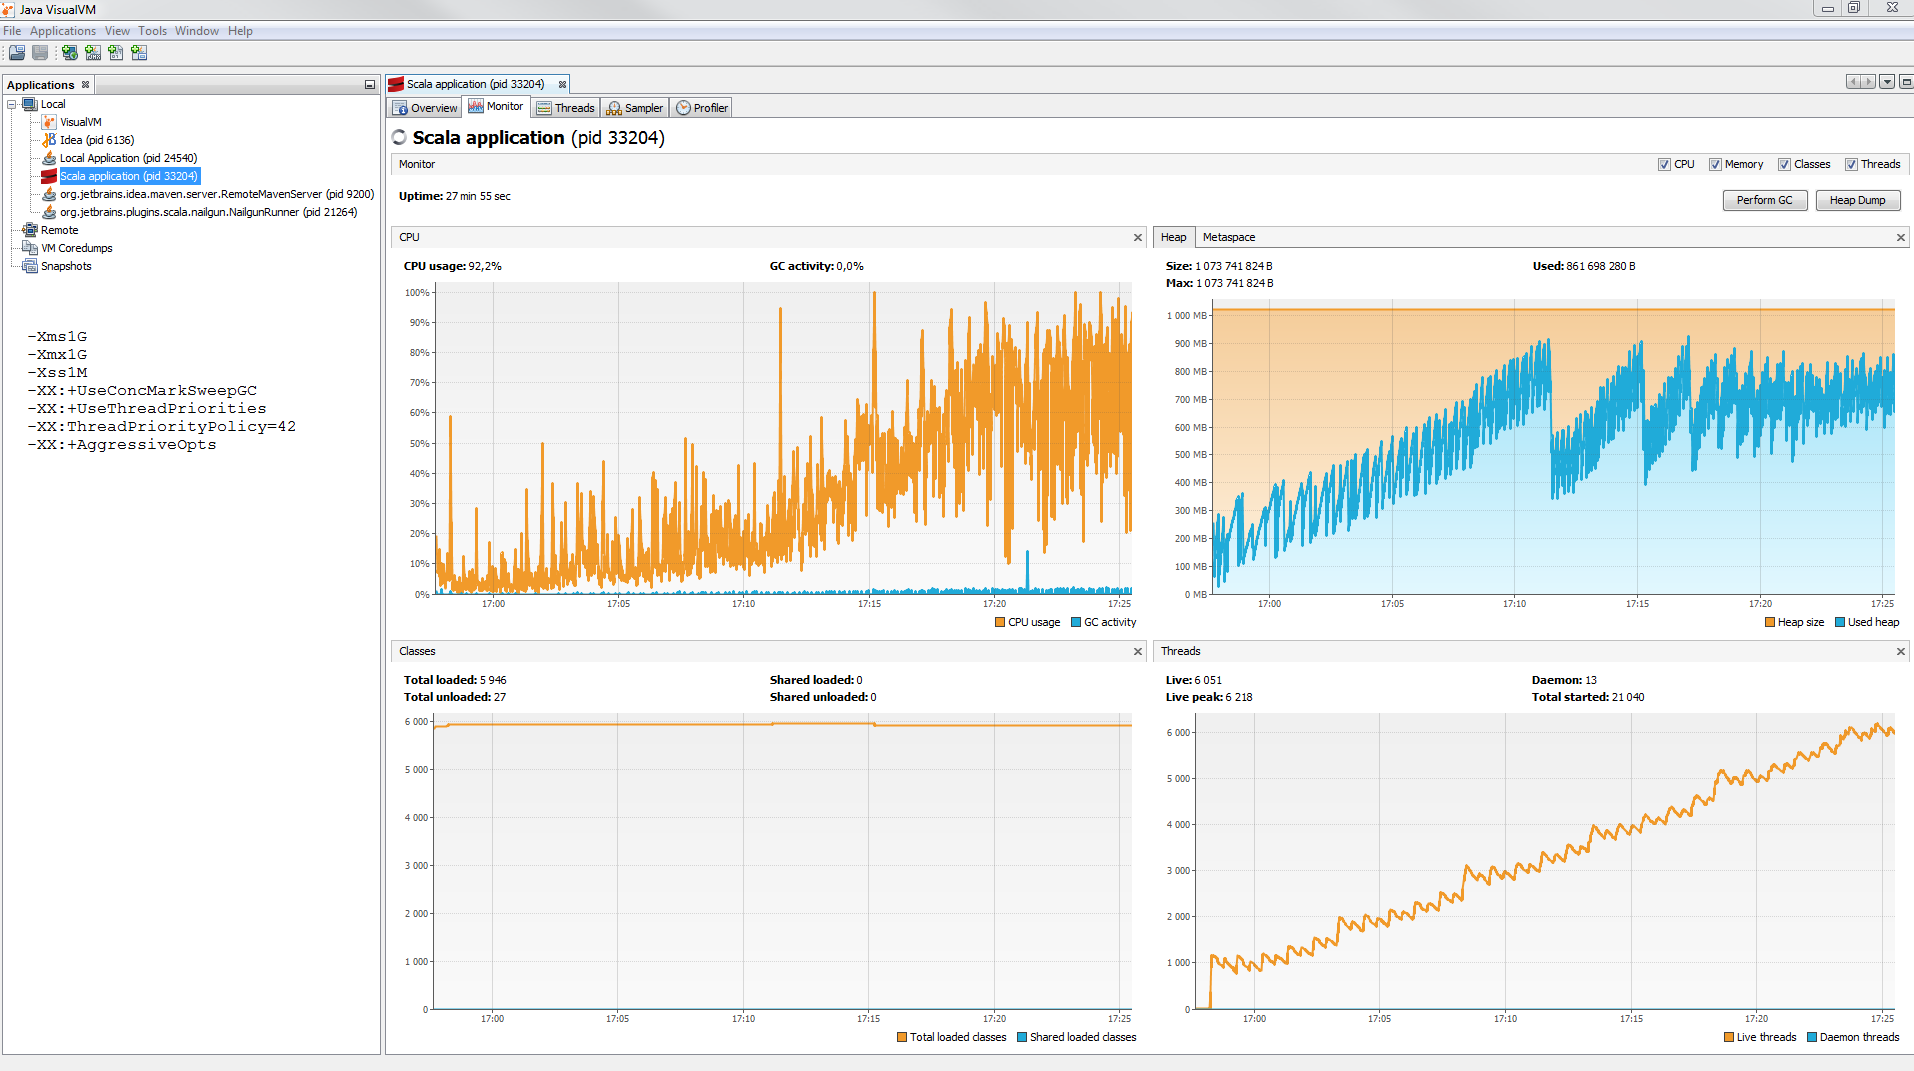 Java VisualVM
File Applications View Tools Window Help
Applications
Local
VisualVM
Idea (pid 6136)
Local Application (pid 24540)
Scala application (pid 33204)
org.jetbrains.idea.maven.server.RemoteMavenServer (pid 9200)
org.jetbrains.plugins.scala.nailgun.NailgunRunner (pid 21264)
Remote
VM Coredumps
Snapshots
-Xms1G
-Xmx1G
-Xss1M
-XX:+UseConcMarkSweepGC
-XX:+UseThreadPriorities
-XX:ThreadPriorityPolicy=42
-XX:+AggressiveOpts
Scala application (pid 33204)
Overview Monitor Threads Sampler Profiler
Scala application (pid 33204)
Monitor CPU Memory Classes Threads
Uptime: 27 min 55 sec
Perform GC Heap Dump
CPU
CPU usage: 92,2% GC activity: 0,0%
100%
90%
80%
70%
60%
50%
40%
30%
20%
10%
0%
17:00 17:05 17:10 17:15 17:20 17:25
CPU usage GC activity
Heap Metaspace
Size: 1 073 741 824 B Used: 861 698 280 B
Max: 1 073 741 824 B
1 000 MB
900 MB
800 MB
700 MB
600 MB
500 MB
400 MB
300 MB
200 MB
100 MB
0 MB
17:00 17:05 17:10 17:15 17:20 17:25
Heap size Used heap
Classes
Total loaded: 5 946 Shared loaded: 0
Total unloaded: 27 Shared unloaded: 0
6 000
5 000
4 000
3 000
2 000
1 000
0
17:00 17:05 17:10 17:15 17:20 17:25
Total loaded classes Shared loaded classes
Threads
Live: 6 051 Daemon: 13
Live peak: 6 218 Total started: 21 040
6 000
5 000
4 000
3 000
2 000
1 000
0
17:00 17:05 17:10 17:15 17:20 17:25
Live threads Daemon threads